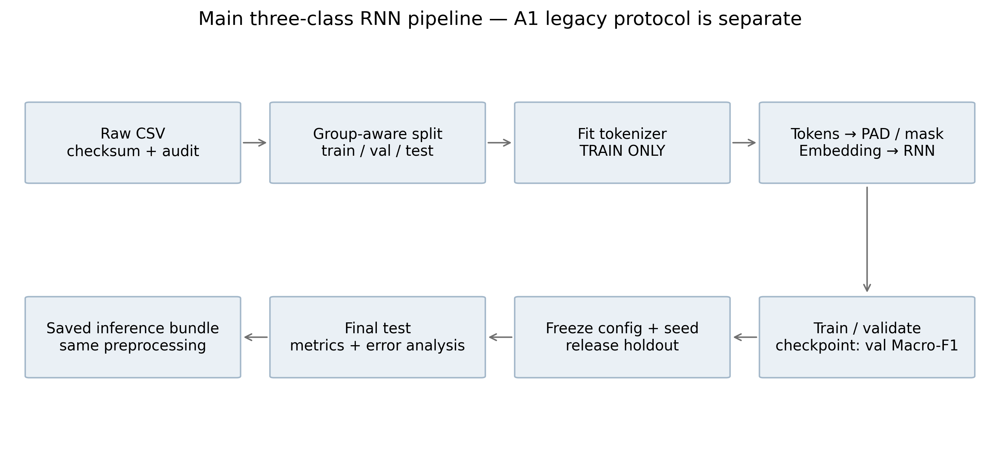 Main three-class RNN pipeline — A1 legacy protocol is separate
Raw CSV
checksum + audit
Group-aware split
train / val / test
Fit tokenizer
TRAIN ONLY
Tokens → PAD / mask
Embedding → RNN
Train / validate
checkpoint: val Macro-F1
Freeze config + seed
release holdout
Final test
metrics + error analysis
Saved inference bundle
same preprocessing